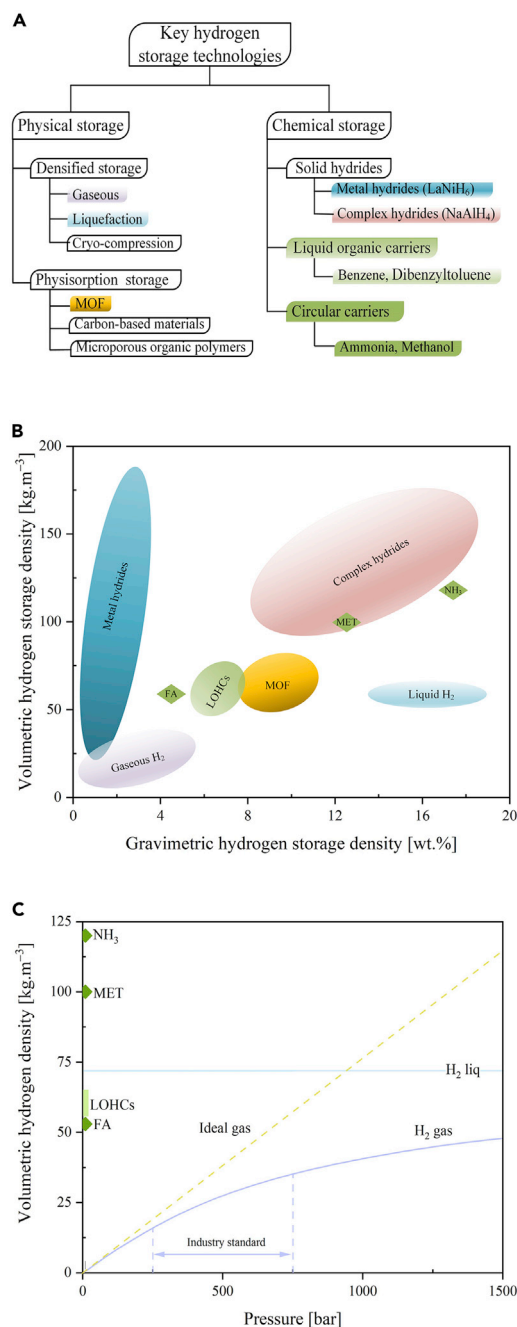 A
Key hydrogen
storage technologies
Physical storage
Chemical storage
Densified storage
Gaseous
Liquefaction
Cryo-compression
Physisorption storage
MOF
Carbon-based materials
Microporous organic polymers
Solid hydrides
Metal hydrides (LaNiH₆)
Complex hydrides (NaAlH₄)
Liquid organic carriers
Benzene, Dibenzyltoluene
Circular carriers
Ammonia, Methanol
B
Volumetric hydrogen storage density [kg.m⁻³]
200
150
100
50
0
Metal hydrides
Complex hydrides
NH₃
MET
FA
LOHCs
MOF
Liquid H₂
Gaseous H₂
0 4 8 12 16 20
Gravimetric hydrogen storage density [wt.%]
C
Volumetric hydrogen density [kg.m⁻³]
125
100
75
50
25
0
NH₃
MET
LOHCs
FA
Ideal gas
H₂ liq
H₂ gas
Industry standard
0 500 1000 1500
Pressure [bar]